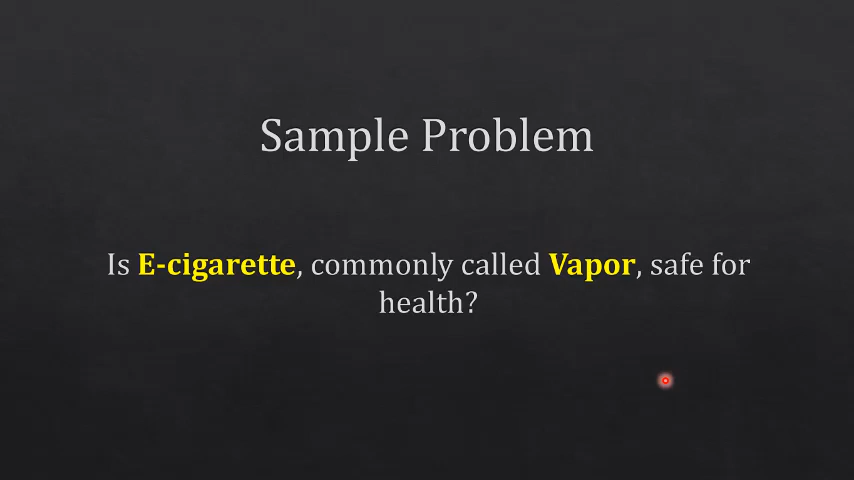 Sample Problem
Is E-cigarette, commonly called Vapor, safe for
health?